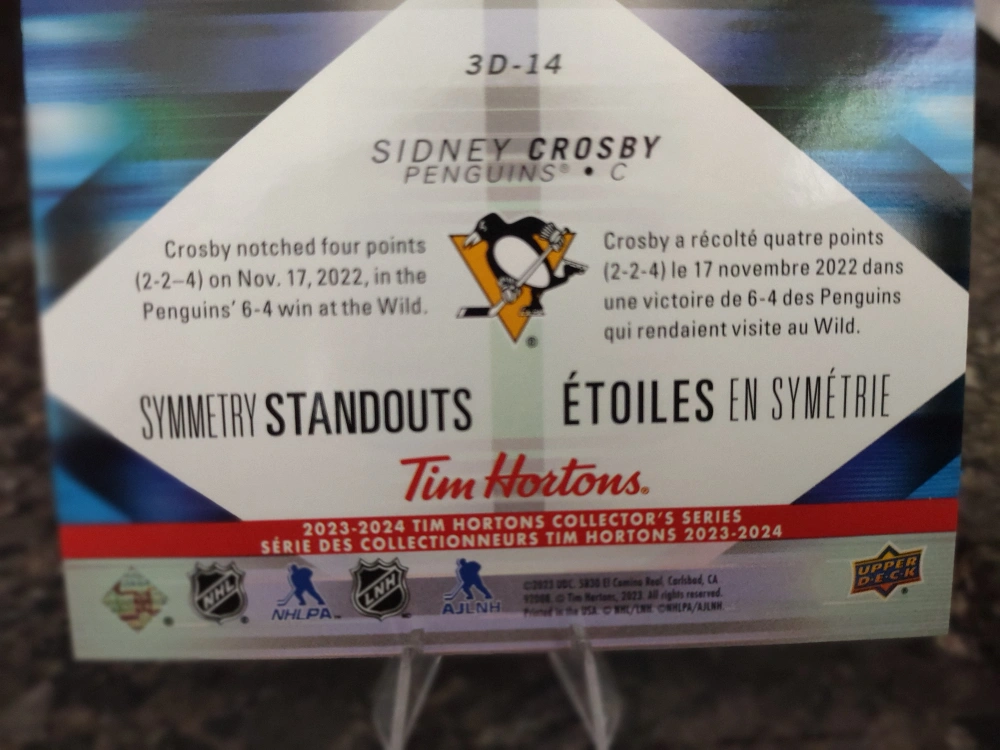 3D-14
SIDNEY CROSBY
PENGUINS® • C
Crosby notched four points
(2-2–4) on Nov. 17, 2022, in the
Penguins' 6-4 win at the Wild.
Crosby a récolté quatre points
(2-2-4) le 17 novembre 2022 dans
une victoire de 6-4 des Penguins
qui rendaient visite au Wild.
®
SYMMETRY STANDOUTS
ÉTOILES EN SYMÉTRIE
Tim Hortons®
2023-2024 TIM HORTONS COLLECTOR'S SERIES
SÉRIE DES COLLECTIONNEURS TIM HORTONS 2023-2024
NHL
NHLPA
LNH
AJLNH
©2023 UDC. 5830 El Camino Real, Carlsbad, CA
92008. © Tim Hortons, 2023. All rights reserved.
Printed in the USA. © NHL/LNH. ©NHLPA/AJLNH
UPPER
D·E·C·K